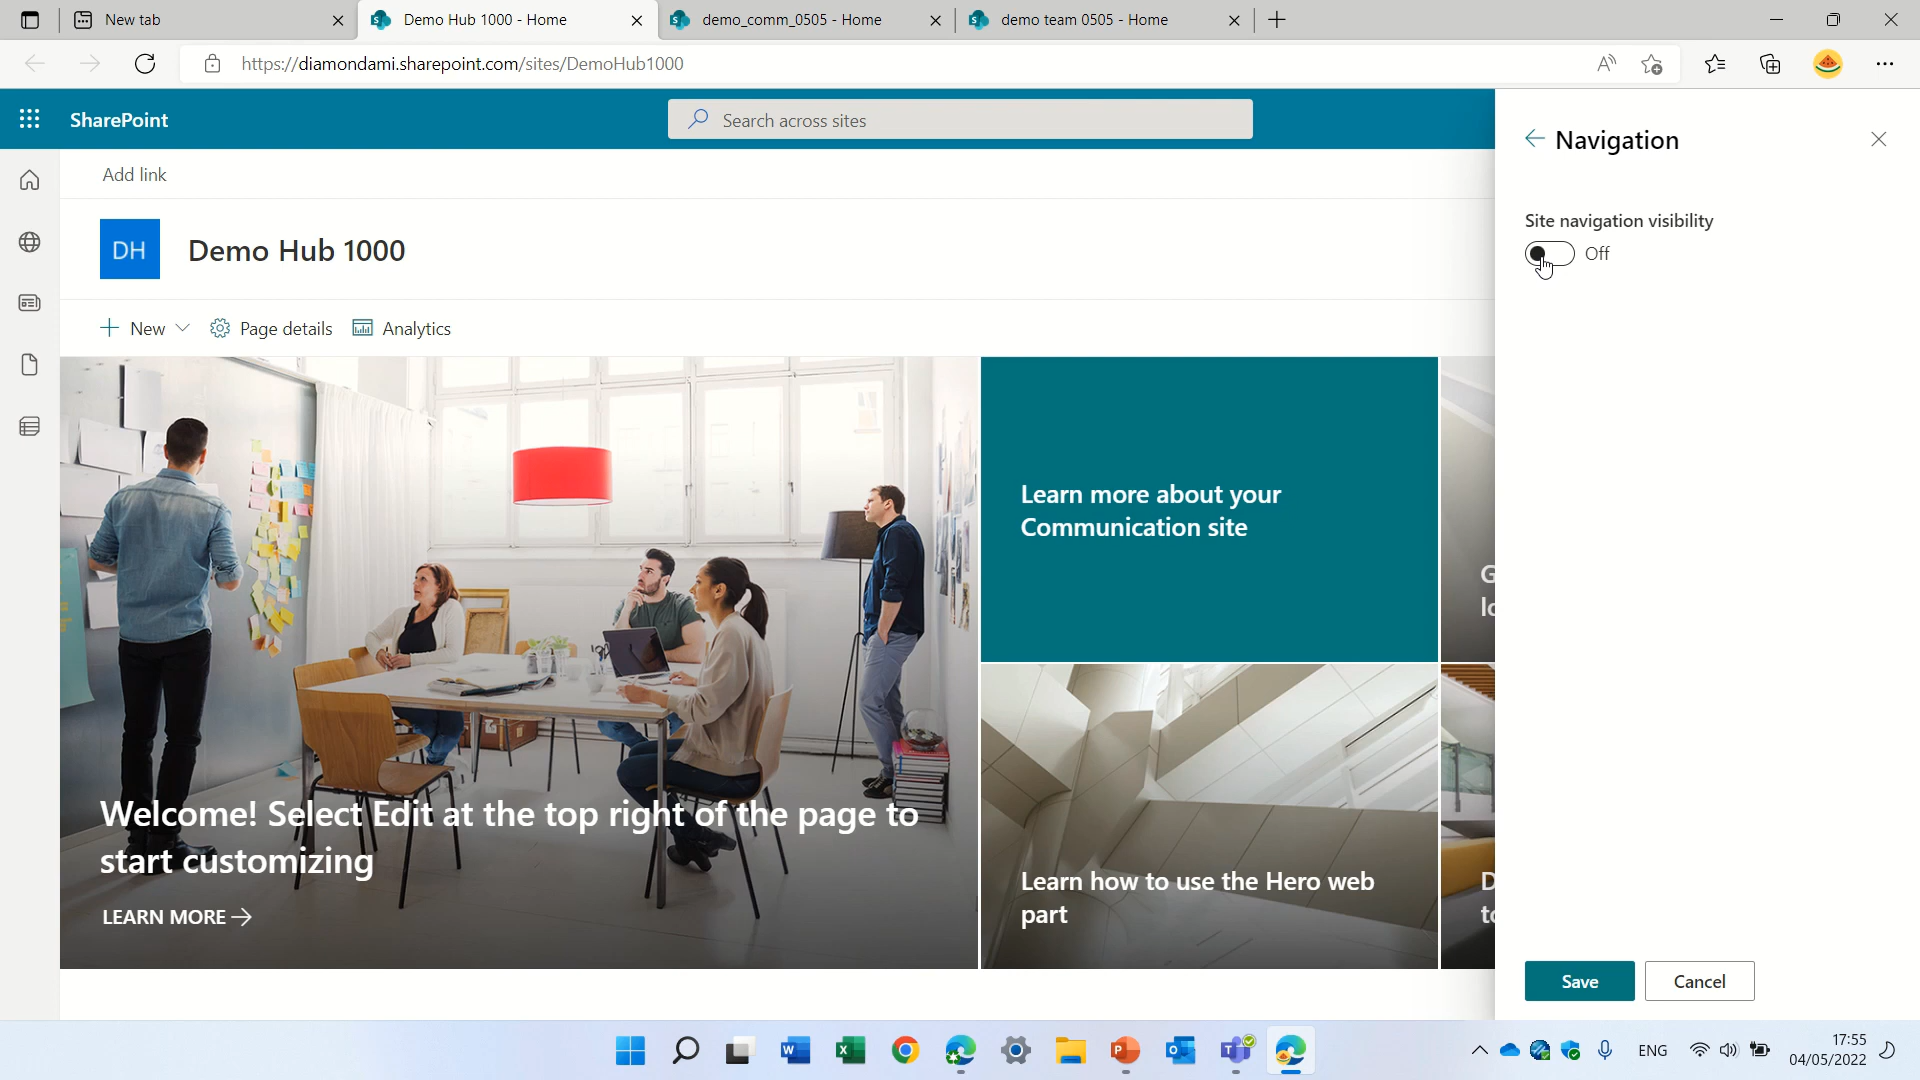 New tab
Demo Hub 1000 - Home
demo_comm_0505 - Home
demo team 0505 - Home
https://diamondami.sharepoint.com/sites/DemoHub1000
SharePoint
Search across sites
Add link
DH
Demo Hub 1000
New
Page details
Analytics
Welcome! Select Edit at the top right of the page to
start customizing
LEARN MORE
Learn more about your
Communication site
Learn how to use the Hero web
part
G
lo
D
to
Navigation
Site navigation visibility
Off
Save
Cancel
ENG
17:55
04/05/2022